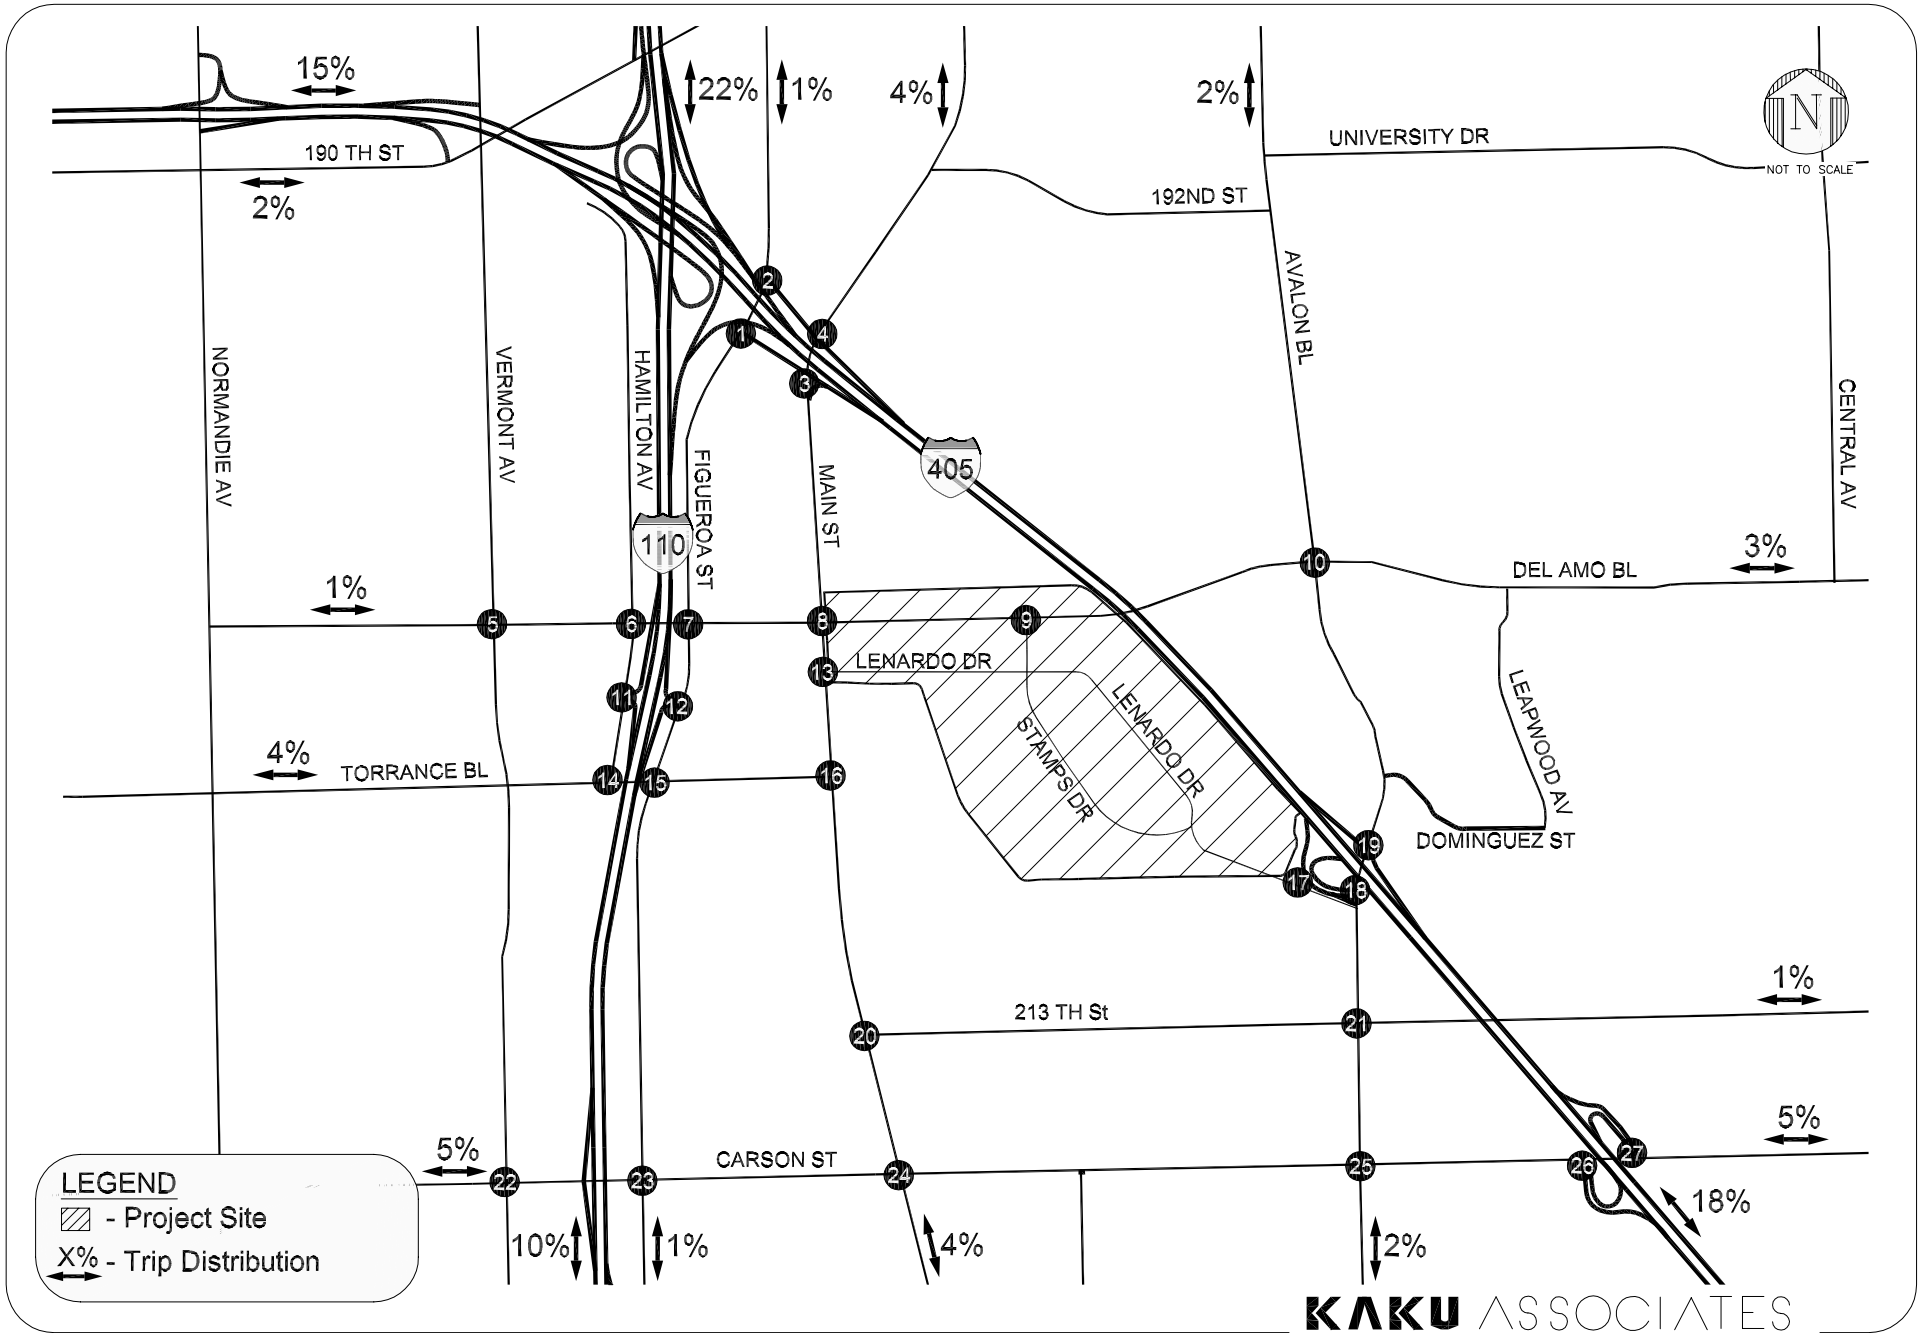 15%
22%
1%
4%
2%
N
NOT TO SCALE
190 TH ST
2%
UNIVERSITY DR
192ND ST
AVALON BL
2
1
4
3
NORMANDIE AV
VERMONT AV
HAMILTON AV
FIGUEROA ST
MAIN ST
CENTRAL AV
405
110
10
DEL AMO BL
3%
1%
5
6
7
8
9
13
LENARDO DR
LENARDO DR
STAMPS DR
LEAPWOOD AV
11
12
4%
TORRANCE BL
14
15
16
DOMINGUEZ ST
19
17
18
1%
213 TH St
20
21
5%
5%
CARSON ST
22
23
24
25
26
27
18%
10%
1%
4%
2%
LEGEND
- Project Site
X% - Trip Distribution
KAKU ASSOCIATES